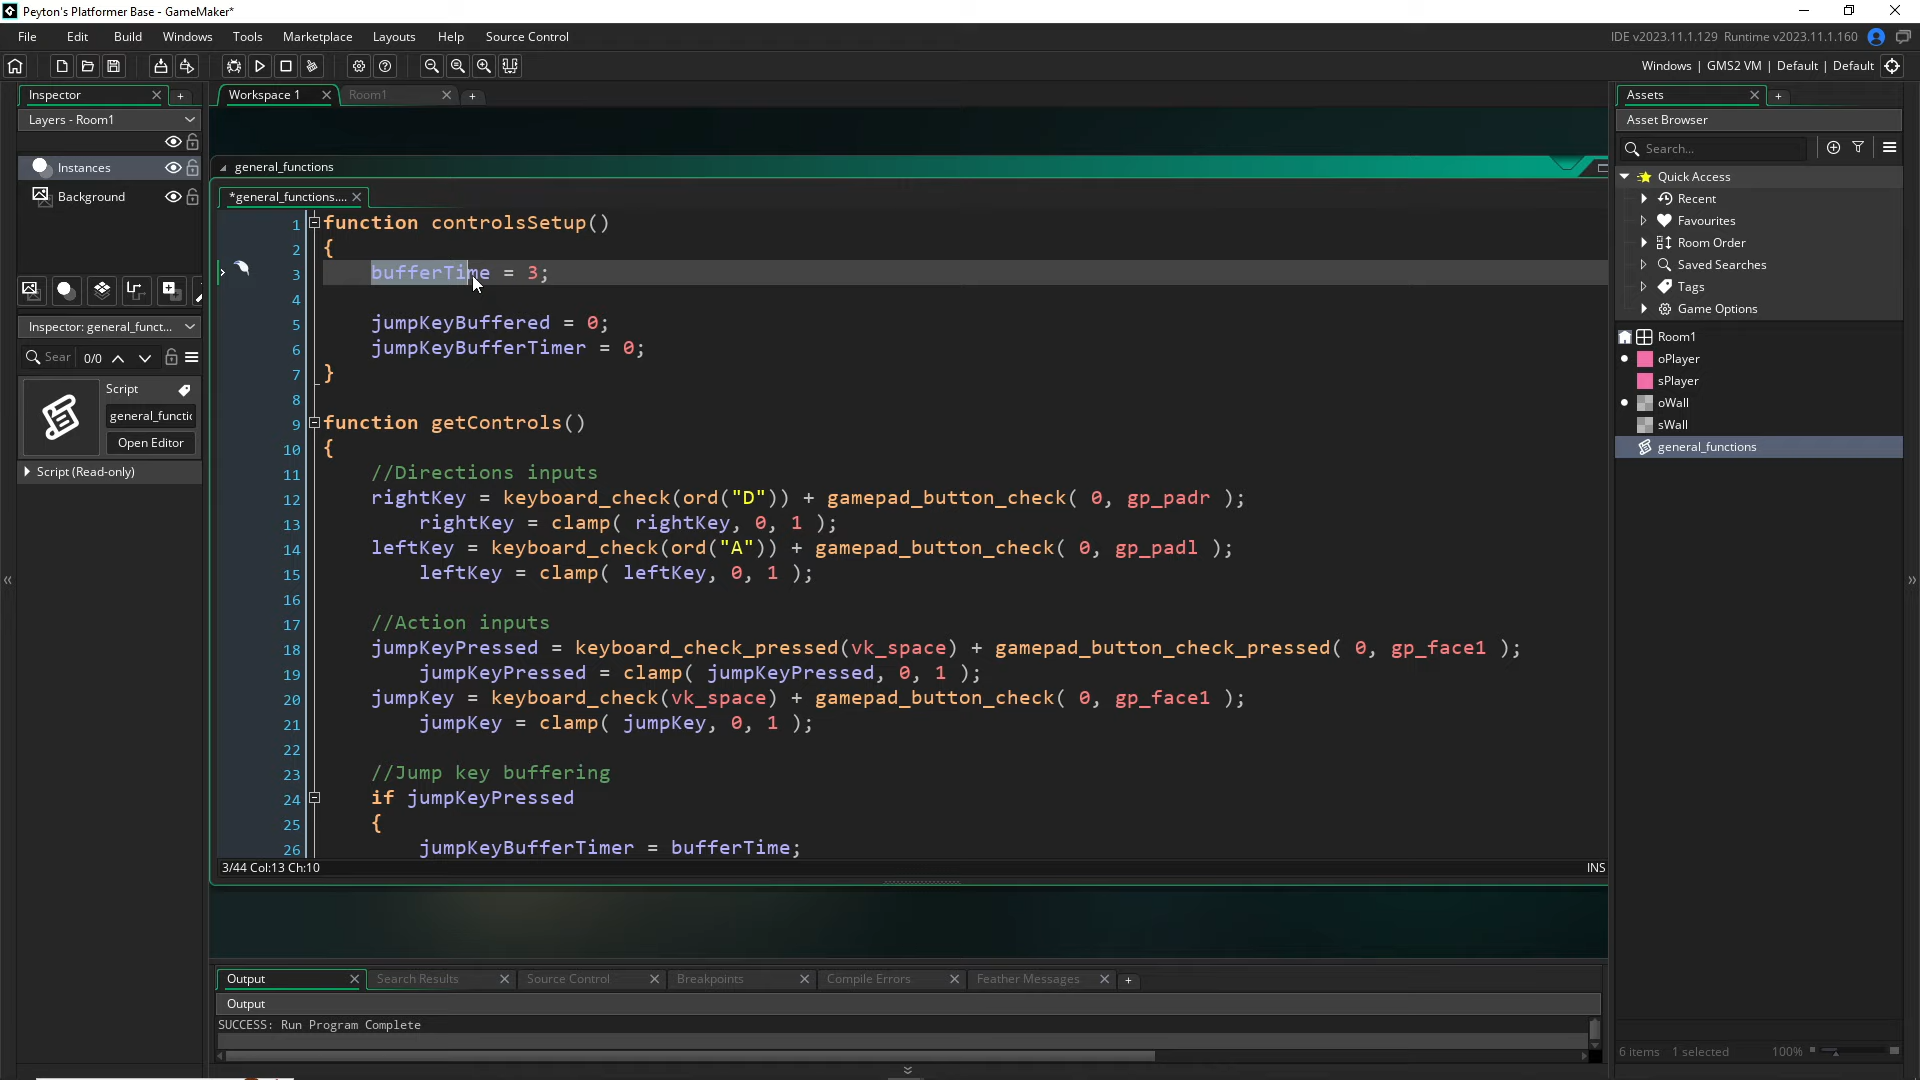 Peyton's Platformer Base - GameMaker*
File Edit Build Windows Tools Marketplace Layouts Help Source Control
IDE v2023.11.1.129 Runtime v2023.11.1.160
Windows | GMS2 VM | Default | Default
Inspector
Layers - Room1
Instances
Background
Inspector: general_funct...
Sear 0/0
Script
general_functic
Open Editor
Script (Read-only)
Workspace 1 Room1
general_functions
*general_functions....
1 function controlsSetup()
2 {
3 bufferTime = 3;
4
5 jumpKeyBuffered = 0;
6 jumpKeyBufferTimer = 0;
7 }
8
9 function getControls()
10 {
11 //Directions inputs
12 rightKey = keyboard_check(ord("D")) + gamepad_button_check( 0, gp_padr );
13 rightKey = clamp( rightKey, 0, 1 );
14 leftKey = keyboard_check(ord("A")) + gamepad_button_check( 0, gp_padl );
15 leftKey = clamp( leftKey, 0, 1 );
16
17 //Action inputs
18 jumpKeyPressed = keyboard_check_pressed(vk_space) + gamepad_button_check_pressed( 0, gp_face1 );
19 jumpKeyPressed = clamp( jumpKeyPressed, 0, 1 );
20 jumpKey = keyboard_check(vk_space) + gamepad_button_check( 0, gp_face1 );
21 jumpKey = clamp( jumpKey, 0, 1 );
22
23 //Jump key buffering
24 if jumpKeyPressed
25 {
26 jumpKeyBufferTimer = bufferTime;
3/44 Col:13 Ch:10 INS
Output Search Results Source Control Breakpoints Compile Errors Feather Messages
Output
SUCCESS: Run Program Complete
Assets
Asset Browser
Search...
Quick Access
Recent
Favourites
Room Order
Saved Searches
Tags
Game Options
Room1
oPlayer
sPlayer
oWall
sWall
general_functions
6 items 1 selected 100%